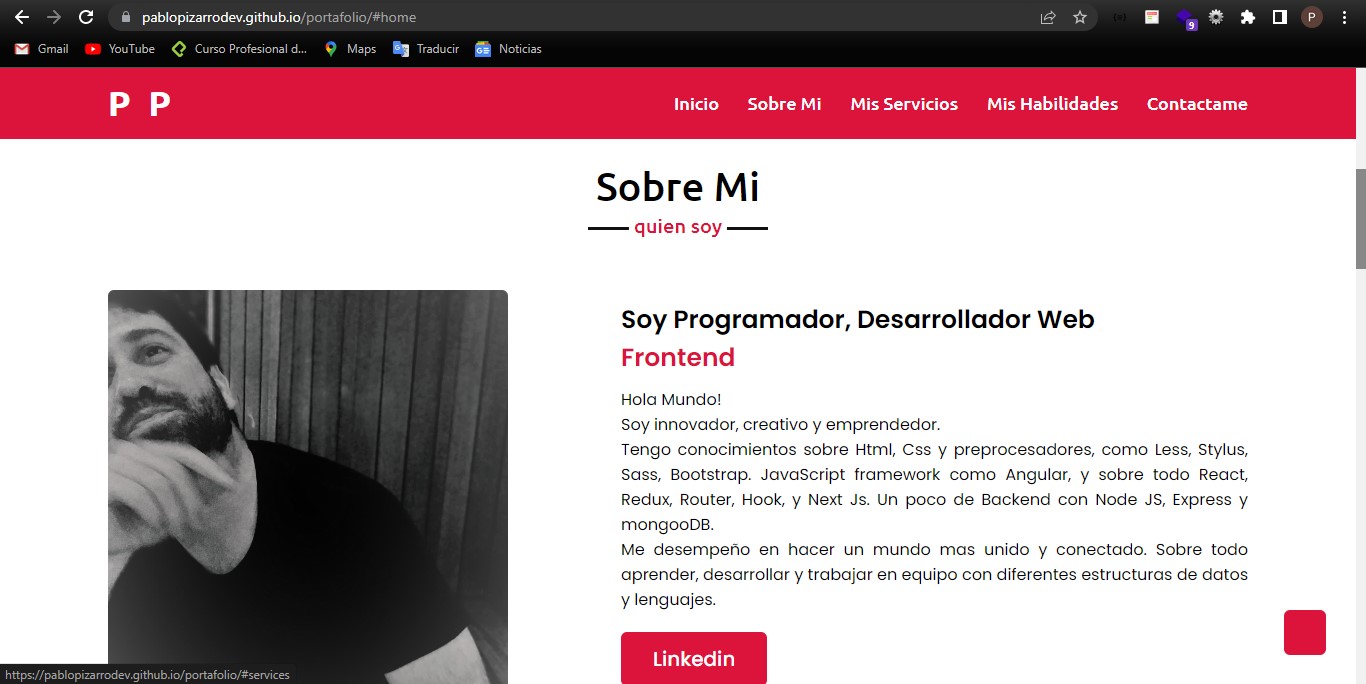 pablopizarrodev.github.io/portafolio/#home
9
P
Gmail
YouTube
Curso Profesional d...
Maps
Traducir
Noticias
P P
Inicio
Sobre Mi
Mis Servicios
Mis Habilidades
Contactame
Sobre Mi
quien soy
Soy Programador, Desarrollador Web
Frontend
Hola Mundo!
Soy innovador, creativo y emprendedor.
Tengo conocimientos sobre Html, Css y preprocesadores, como Less, Stylus,
Sass, Bootstrap. JavaScript framework como Angular, y sobre todo React,
Redux, Router, Hook, y Next Js. Un poco de Backend con Node JS, Express y
mongooDB.
Me desempeño en hacer un mundo mas unido y conectado. Sobre todo
aprender, desarrollar y trabajar en equipo con diferentes estructuras de datos
y lenguajes.
Linkedin
https://pablopizarrodev.github.io/portafolio/#services